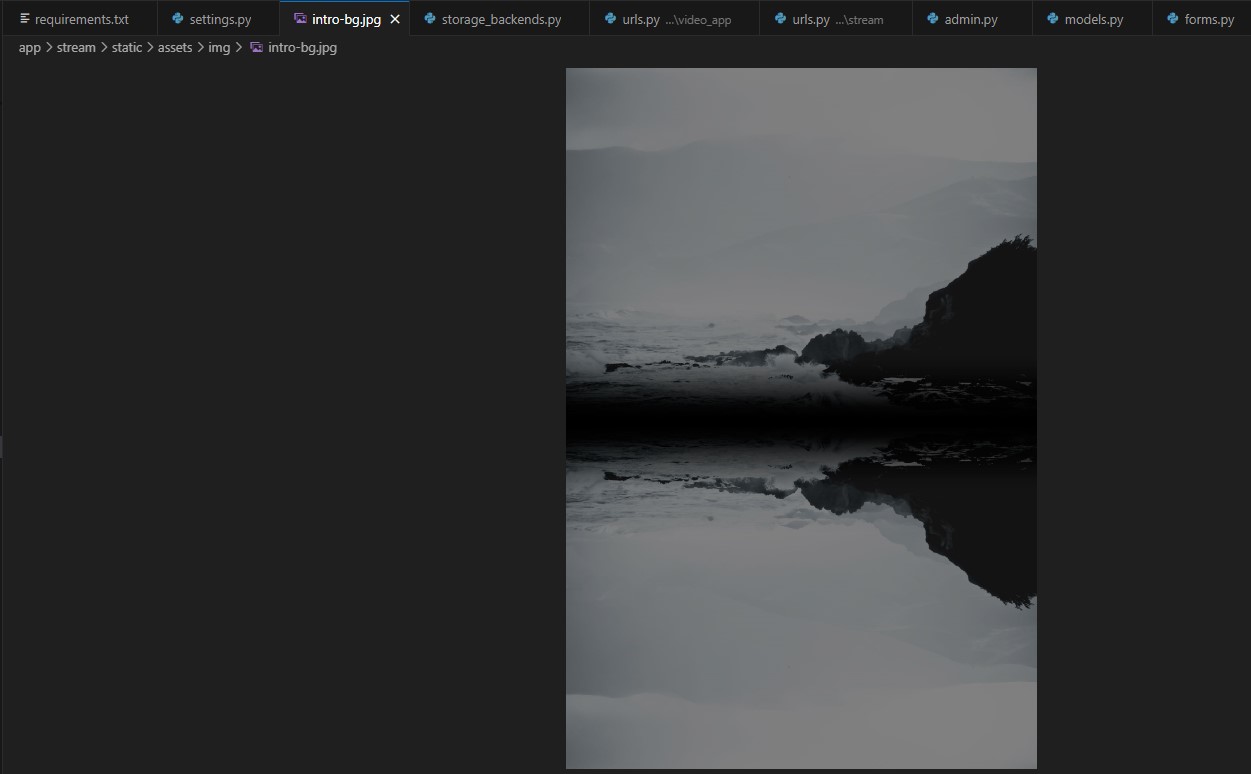 requirements.txt settings.py intro-bg.jpg storage_backends.py urls.py ...\video_app urls.py ...\stream admin.py models.py forms.py
app > stream > static > assets > img > intro-bg.jpg